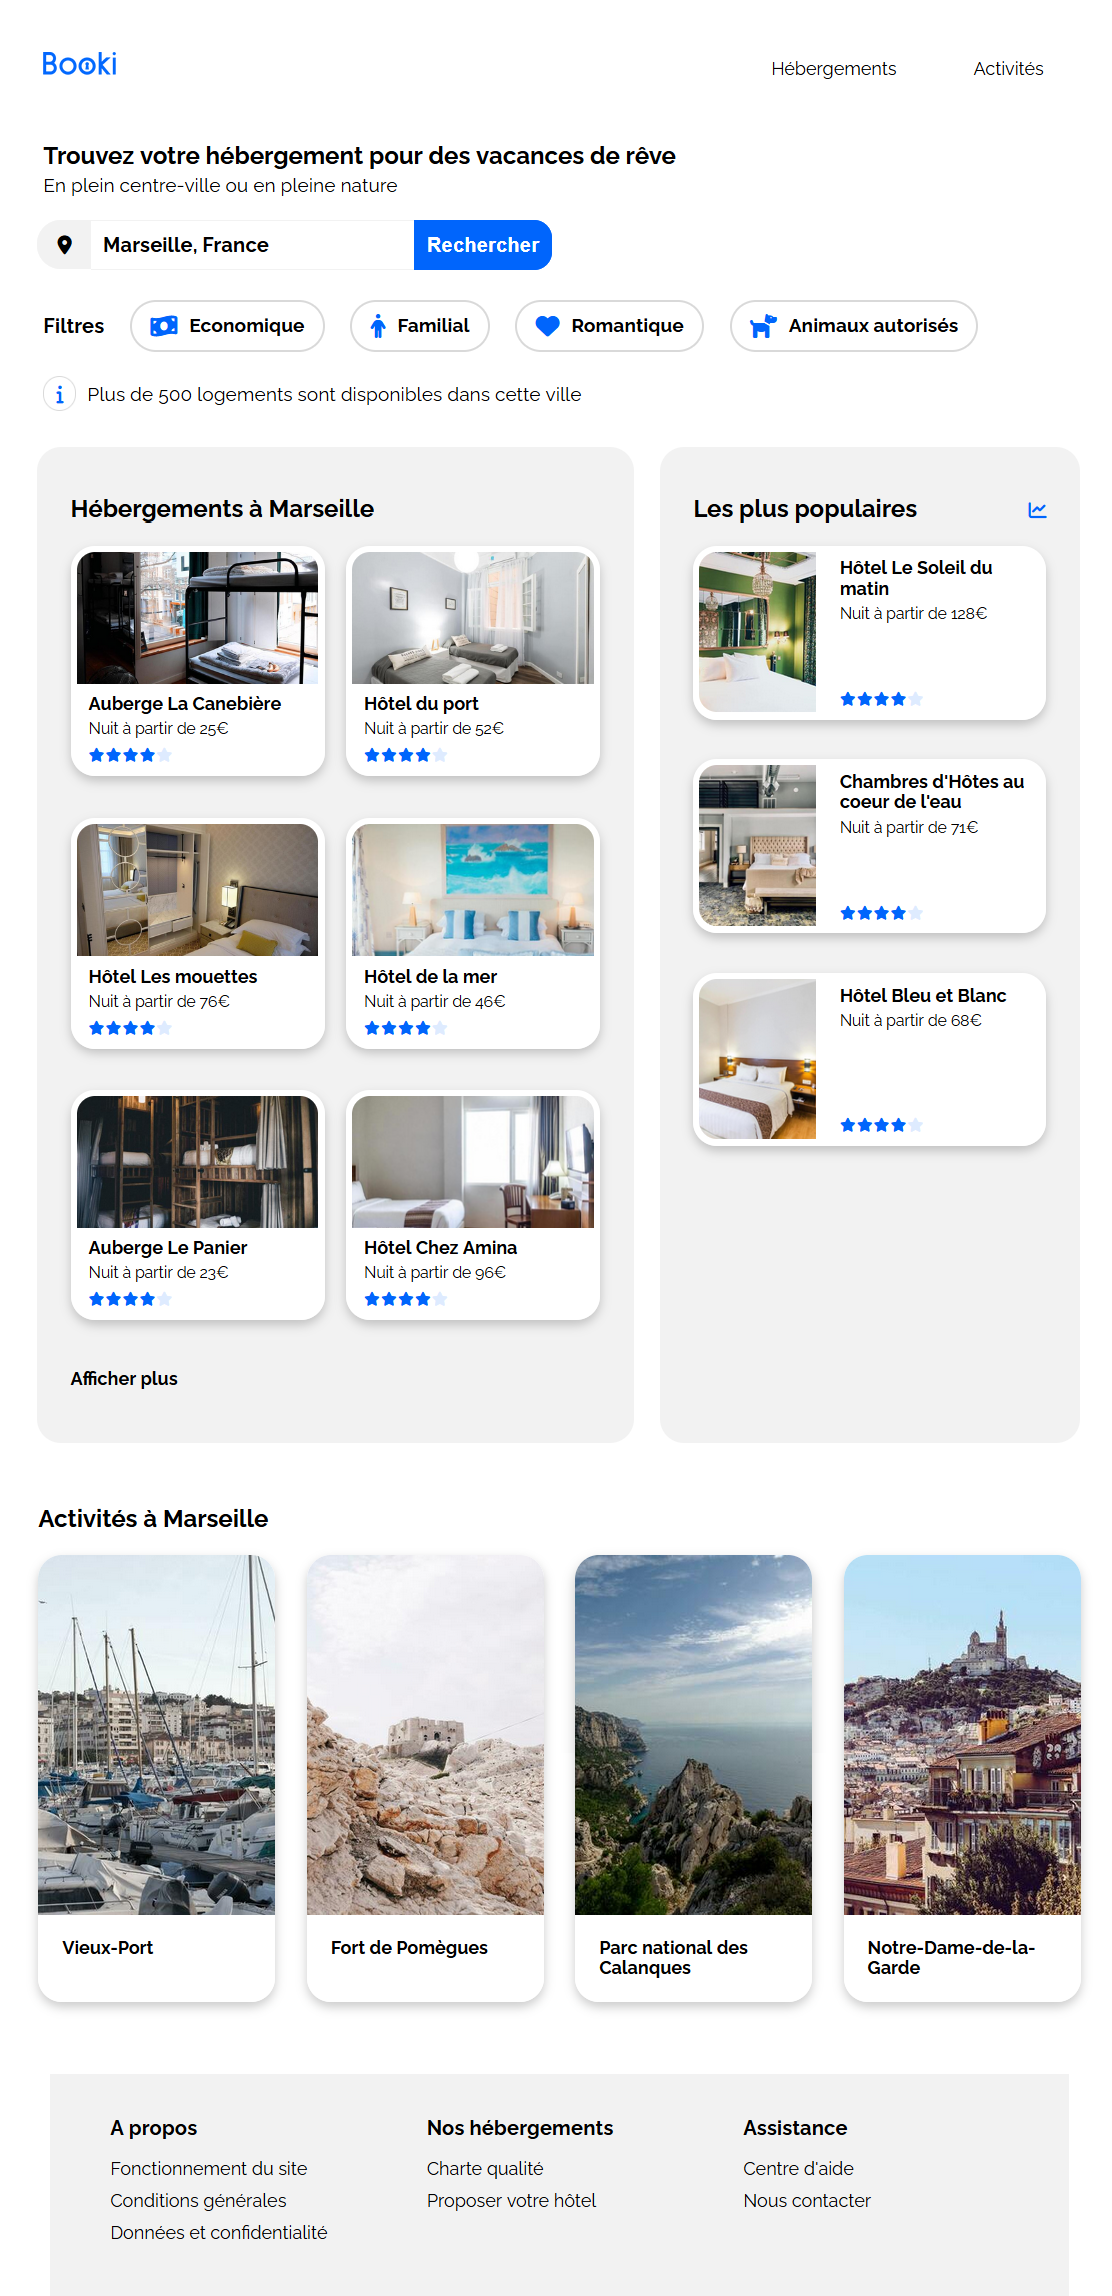 Booki
Hébergements
Activités
Trouvez votre hébergement pour des vacances de rêve
En plein centre-ville ou en pleine nature
Marseille, France
Rechercher
Filtres
Economique
Familial
Romantique
Animaux autorisés
Plus de 500 logements sont disponibles dans cette ville
Hébergements à Marseille
Auberge La Canebière
Nuit à partir de 25€
Hôtel du port
Nuit à partir de 52€
Hôtel Les mouettes
Nuit à partir de 76€
Hôtel de la mer
Nuit à partir de 46€
Auberge Le Panier
Nuit à partir de 23€
Hôtel Chez Amina
Nuit à partir de 96€
Afficher plus
Les plus populaires
Hôtel Le Soleil du
matin
Nuit à partir de 128€
Chambres d'Hôtes au
coeur de l'eau
Nuit à partir de 71€
Hôtel Bleu et Blanc
Nuit à partir de 68€
Activités à Marseille
Vieux-Port
Fort de Pomègues
Parc national des
Calanques
Notre-Dame-de-la-
Garde
A propos
Fonctionnement du site
Conditions générales
Données et confidentialité
Nos hébergements
Charte qualité
Proposer votre hôtel
Assistance
Centre d'aide
Nous contacter